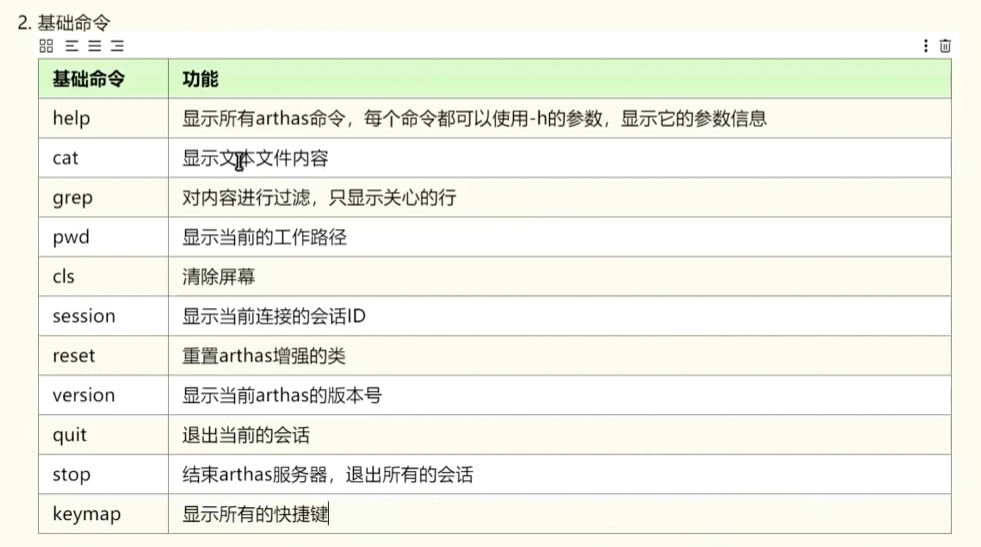 2. 基础命令
基础命令 功能
help 显示所有arthas命令，每个命令都可以使用-h的参数，显示它的参数信息
cat 显示文本文件内容
grep 对内容进行过滤，只显示关心的行
pwd 显示当前的工作路径
cls 清除屏幕
session 显示当前连接的会话ID
reset 重置arthas增强的类
version 显示当前arthas的版本号
quit 退出当前的会话
stop 结束arthas服务器，退出所有的会话
keymap 显示所有的快捷键